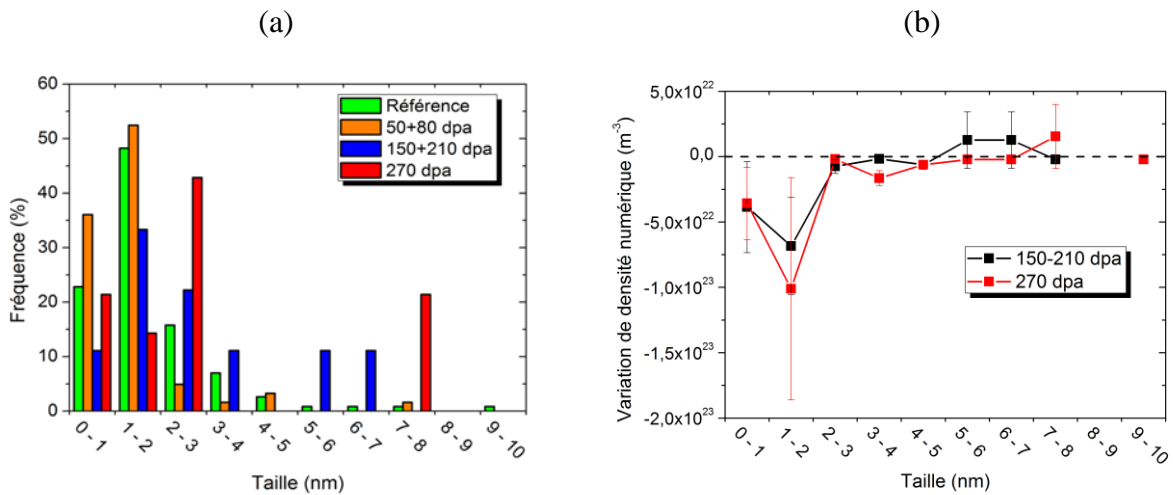 (a)
(b)
Fréquence (%)
60
50
40
30
20
10
0
Référence
50+80 dpa
150+210 dpa
270 dpa
0 - 1
1 - 2
2 - 3
3 - 4
4 - 5
5 - 6
6 - 7
7 - 8
8 - 9
9 - 10
Taille (nm)
Variation de densité numérique (m⁻³)
5,0x10²²
0,0
-5,0x10²²
-1,0x10²³
-1,5x10²³
-2,0x10²³
150-210 dpa
270 dpa
0 - 1
1 - 2
2 - 3
3 - 4
4 - 5
5 - 6
6 - 7
7 - 8
8 - 9
9 - 10
Taille (nm)